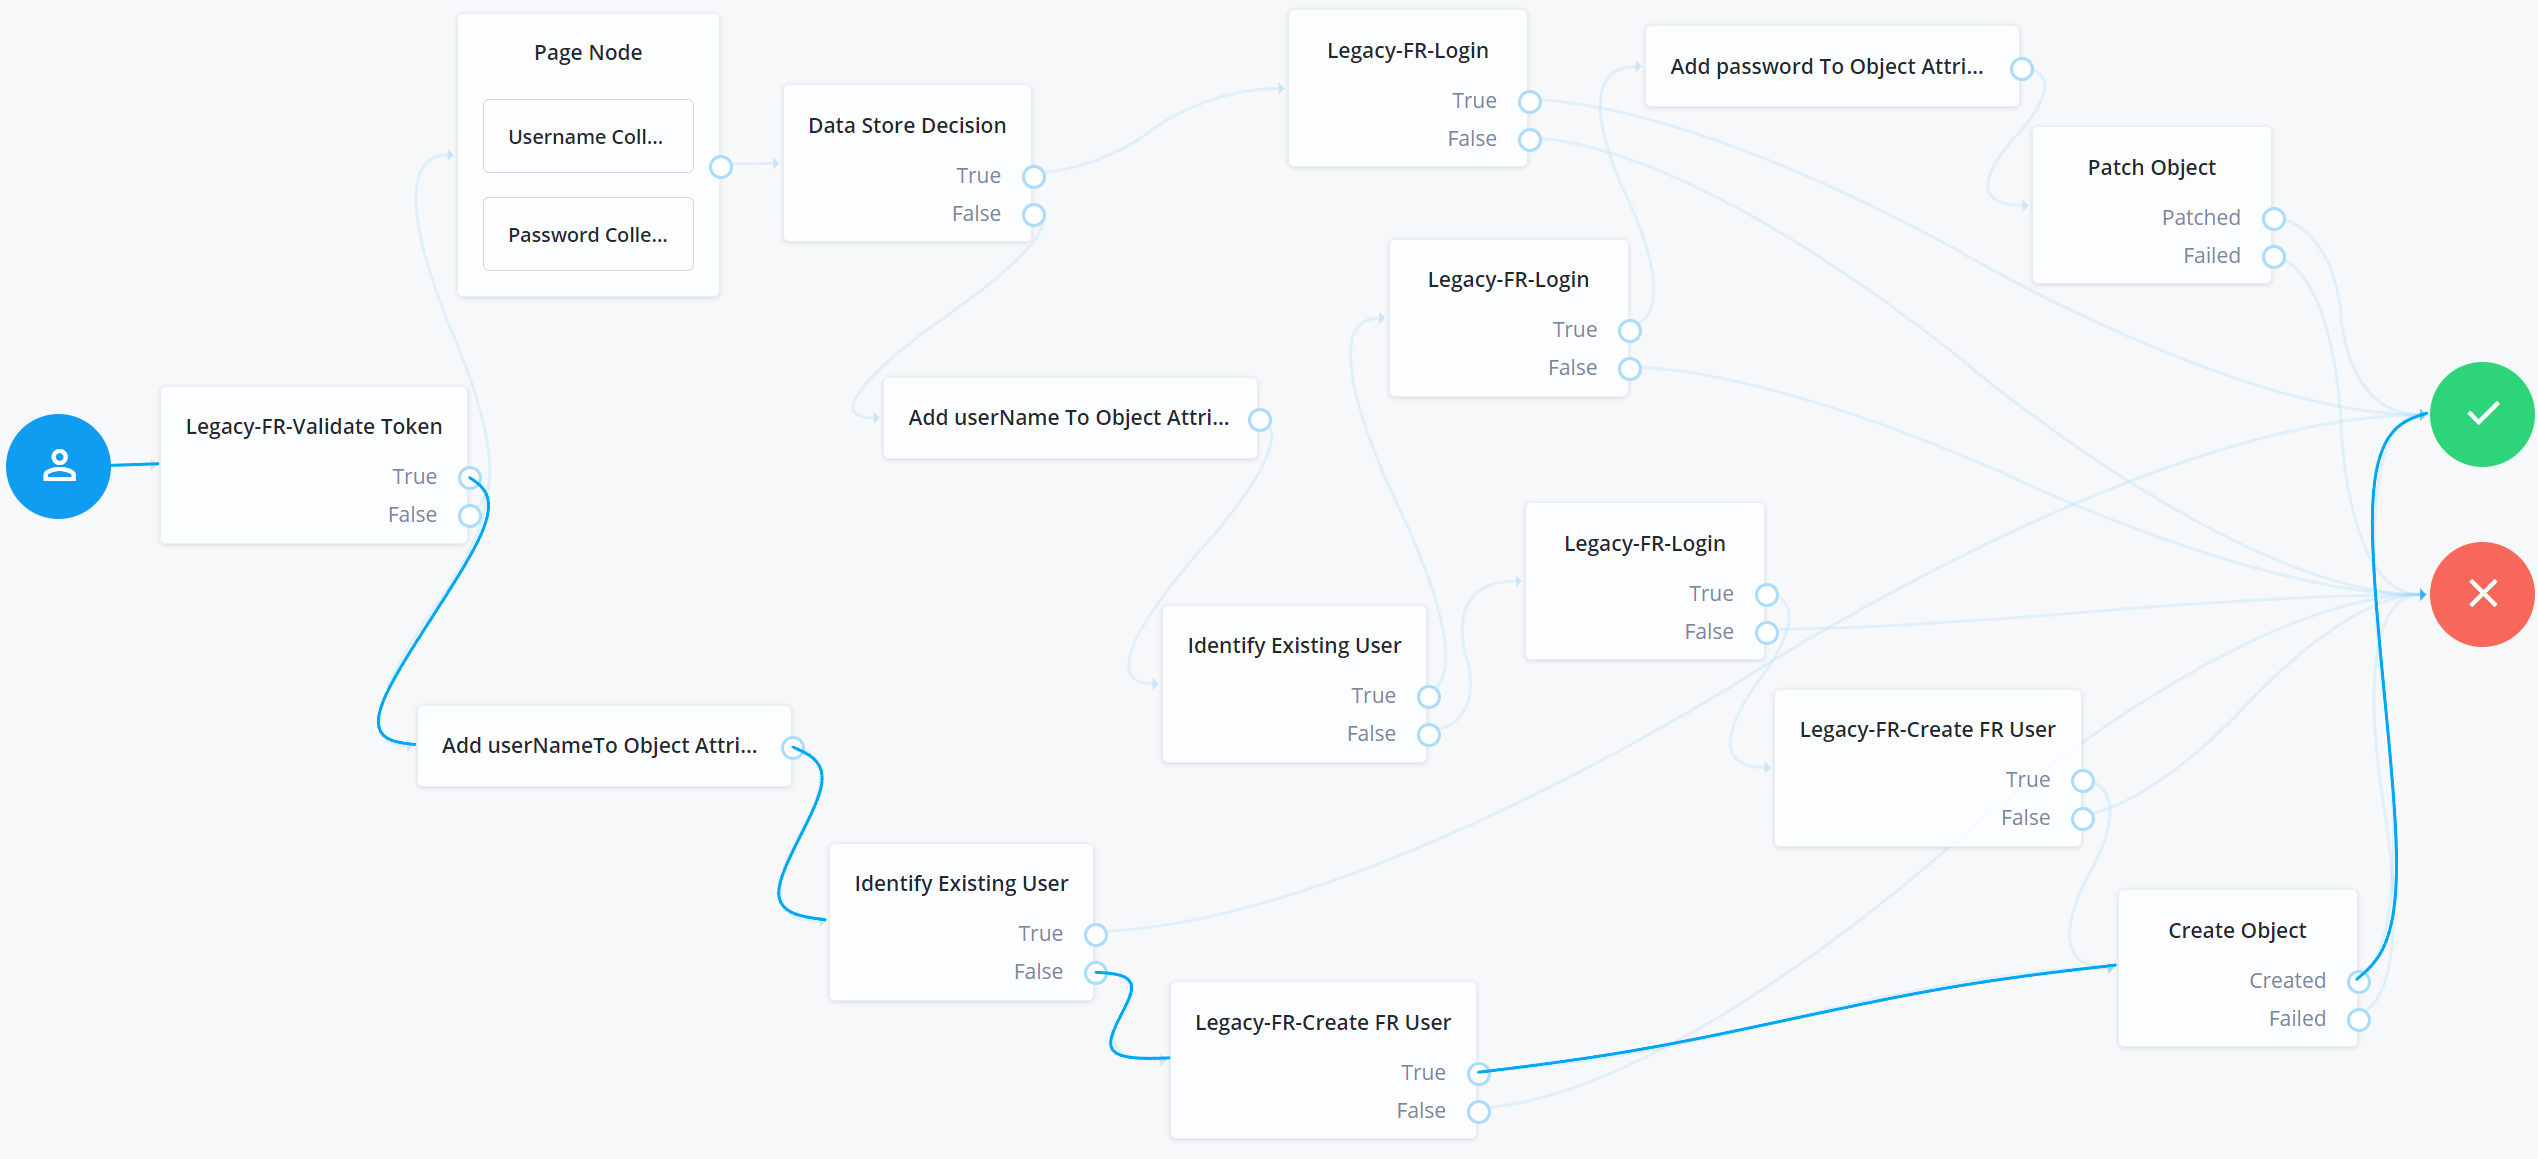 Page Node
Username Coll...
Password Colle...
Data Store Decision
True
False
Legacy-FR-Login
True
False
Add password To Object Attri...
Patch Object
Patched
Failed
Legacy-FR-Login
True
False
Legacy-FR-Validate Token
True
False
Add userName To Object Attri...
Legacy-FR-Login
True
False
Identify Existing User
True
False
Legacy-FR-Create FR User
True
False
Add userNameTo Object Attri...
Identify Existing User
True
False
Create Object
Created
Failed
Legacy-FR-Create FR User
True
False